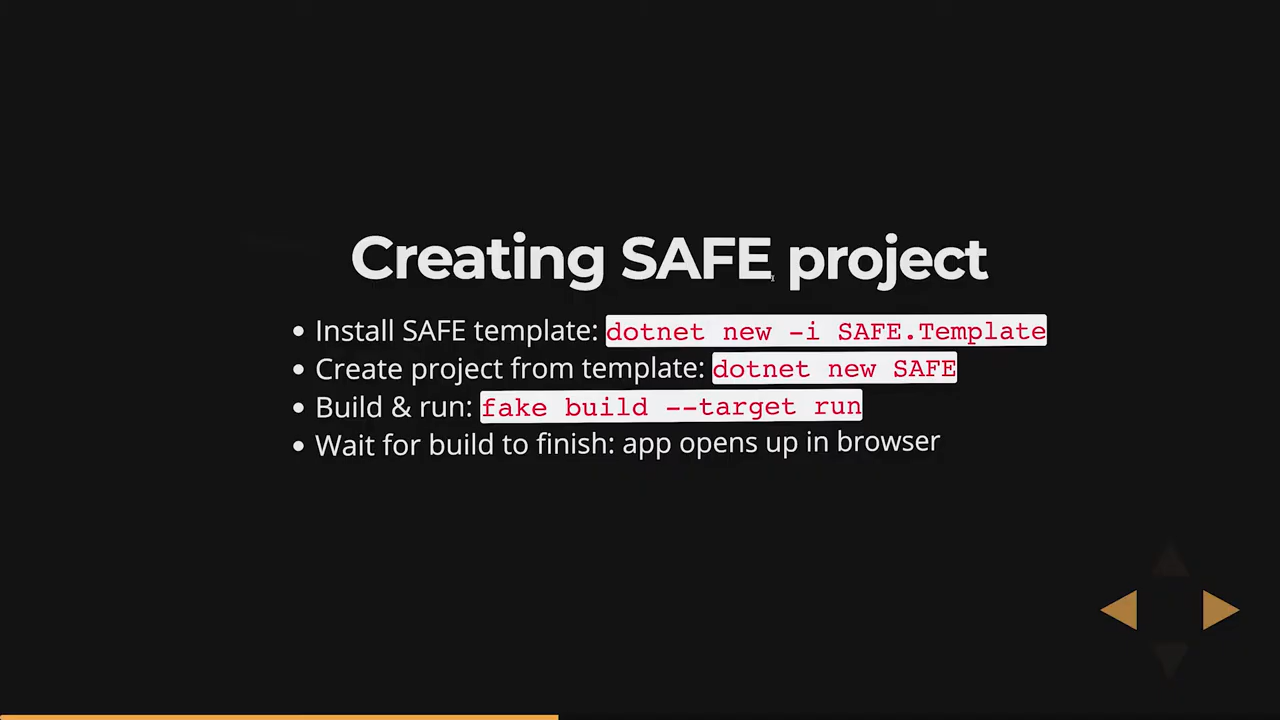 Creating SAFE project
• Install SAFE template: dotnet new -i SAFE.Template
• Create project from template: dotnet new SAFE
• Build & run: fake build --target run
• Wait for build to finish: app opens up in browser